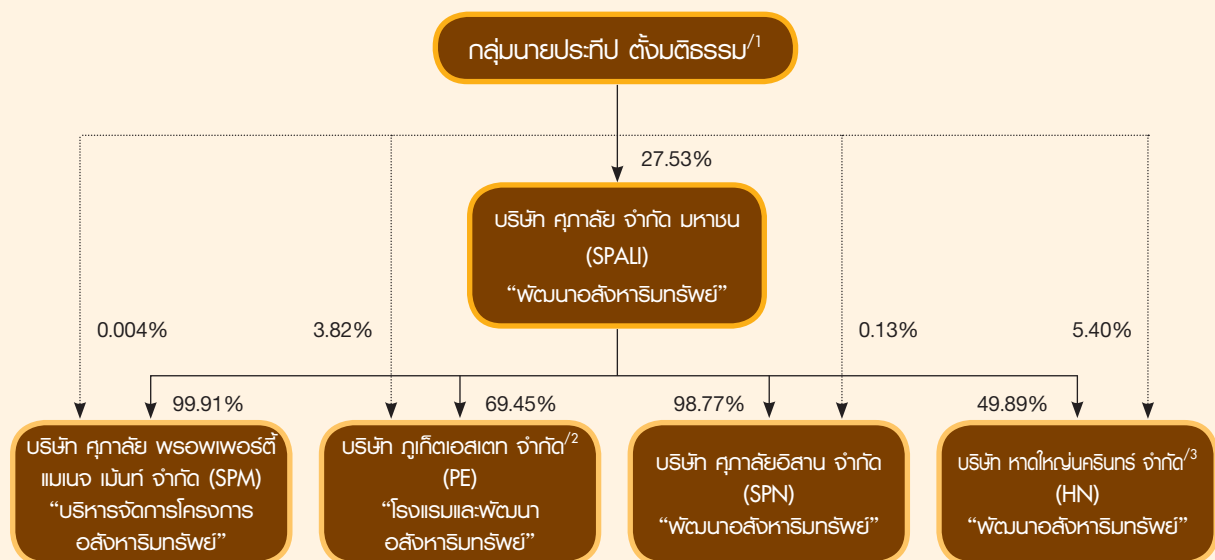 กลุ่มนายประทีป ตั้งมติธรรม/1
27.53%
บริษัท ศุภาลัย จำกัด มหาชน
(SPALI)
“พัฒนาอสังหาริมทรัพย์”
0.004%
3.82%
0.13%
5.40%
99.91%
69.45%
98.77%
49.89%
บริษัท ศุภาลัย พรอพเพอร์ตี้
แมเนจ เม้นท์ จำกัด (SPM)
“บริหารจัดการโครงการ
อสังหาริมทรัพย์”
บริษัท ภูเก็ตเอสเตท จำกัด/2
(PE)
“โรงแรมและพัฒนา
อสังหาริมทรัพย์”
บริษัท ศุภาลัยอิสาน จำกัด
(SPN)
“พัฒนาอสังหาริมทรัพย์”
บริษัท หาดใหญ่นครินทร์ จำกัด/3
(HN)
“พัฒนาอสังหาริมทรัพย์”